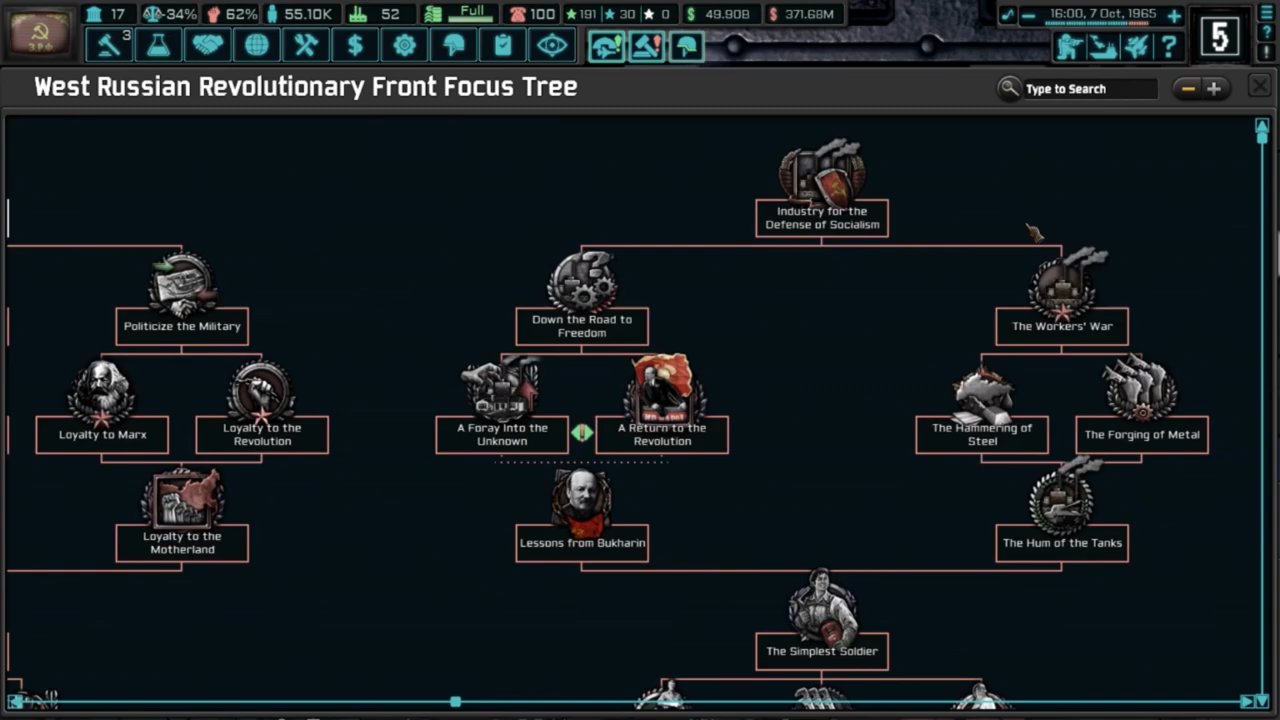 17 -34% 62% 55.10K 52 Full 100 191 30 0 $ 49.90B $ 371.68M 16:00, 7 Oct, 1965
ЗРФ
3
5
West Russian Revolutionary Front Focus Tree
Type to Search
Industry for the
Defense of Socialism
Politicize the Military
Down the Road to
Freedom
The Workers' War
Loyalty to Marx
Loyalty to the
Revolution
A Foray Into the
Unknown
A Return to the
Revolution
The Hammering of
Steel
The Forging of Metal
Loyalty to the
Motherland
Lessons from Bukharin
The Hum of the Tanks
The Simplest Soldier